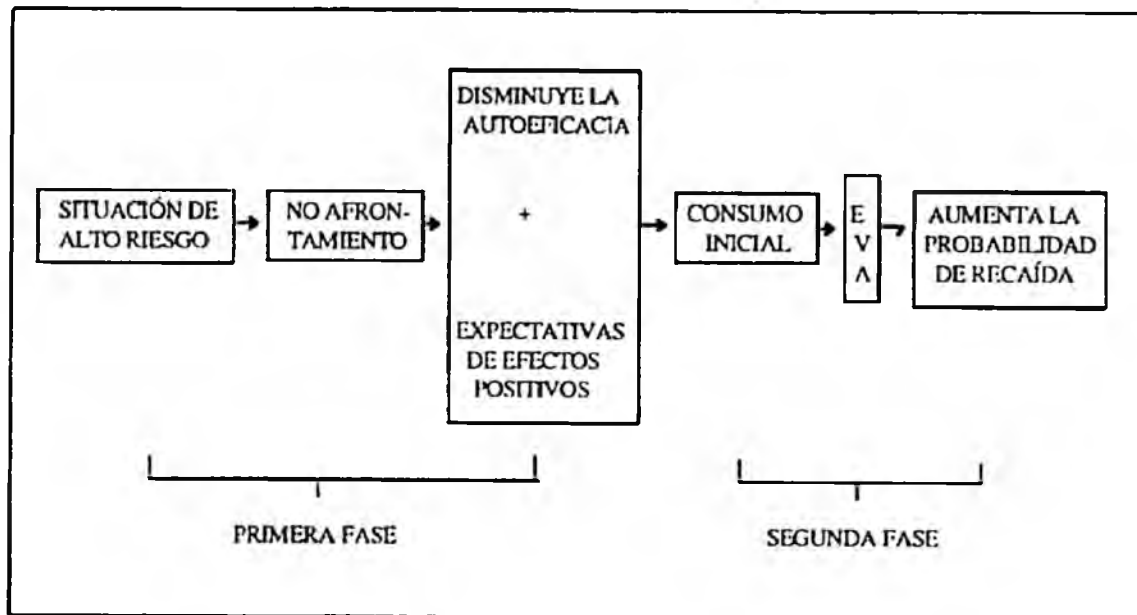 SITUACIÓN DE
ALTO RIESGO
NO AFRON-
TAMIENTO
DISMINUYE LA
AUTOEFICACIA
+
EXPECTATIVAS
DE EFECTOS
POSITIVOS
CONSUMO
INICIAL
E
V
A
AUMENTA LA
PROBABILIDAD
DE RECAÍDA
PRIMERA FASE
SEGUNDA FASE